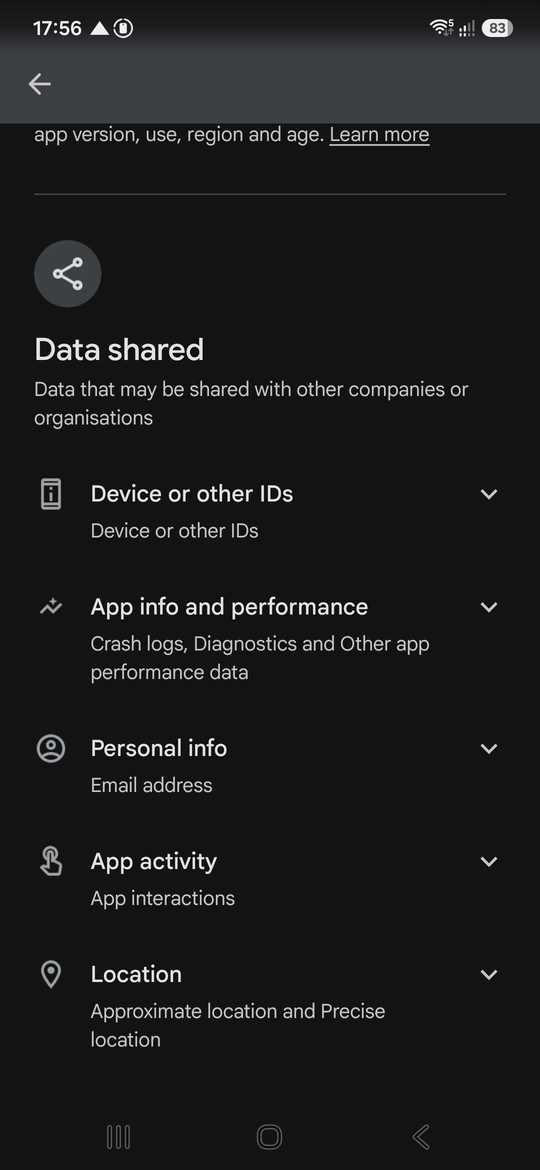 17:56
5
83
app version, use, region and age. Learn more
Data shared
Data that may be shared with other companies or
organisations
Device or other IDs
Device or other IDs
App info and performance
Crash logs, Diagnostics and Other app
performance data
Personal info
Email address
App activity
App interactions
Location
Approximate location and Precise
location